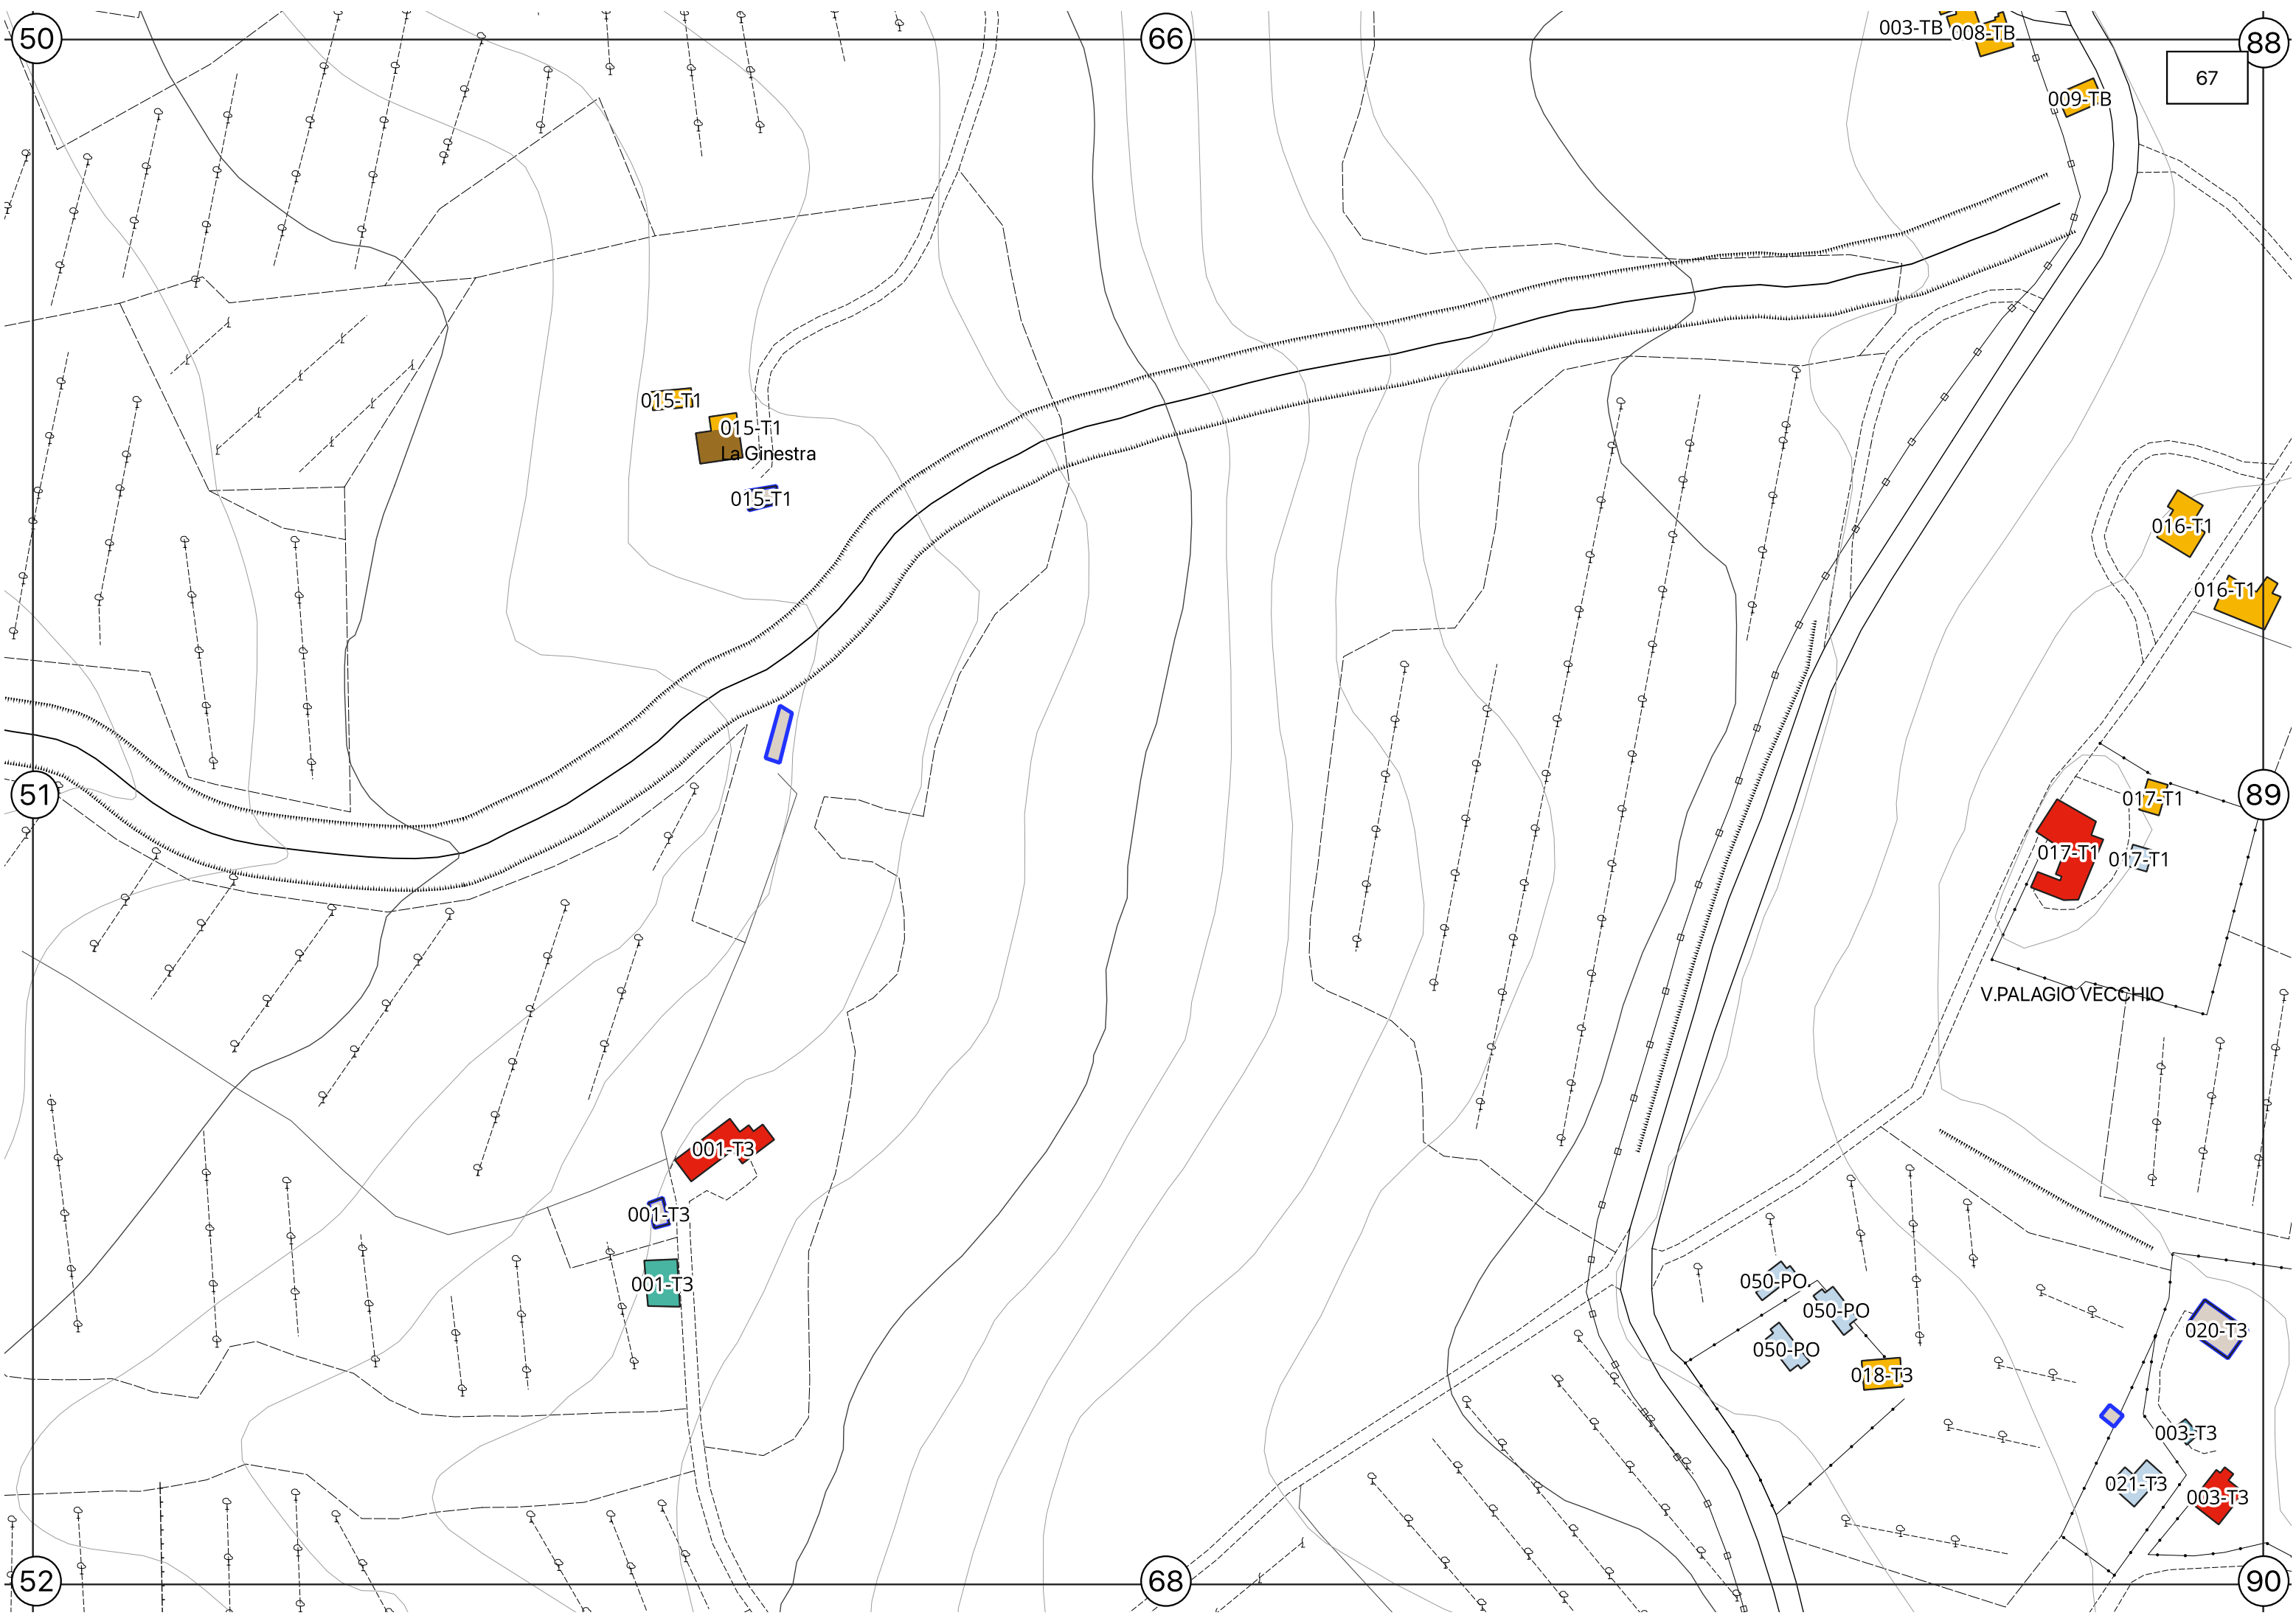 50
66
003-TB
008-TB
88
67
009-TB
015-T1
015-T1
La Ginestra
015-T1
016-T1
016-T1
51
017-T1
89
017-T1
017-T1
V.PALAGIO VECCHIO
001-T3
001-T3
001-T3
050-PO
050-PO
050-PO
018-T3
020-T3
003-T3
021-T3
003-T3
52
68
90